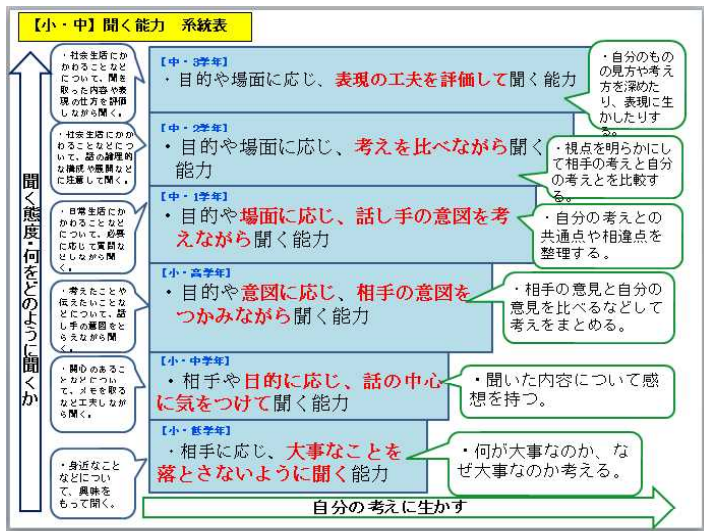 【小・中】聞く能力 系統表
・社会生活にか
かわることなど
について、聞を
取った内容や表
現の仕方を評価
しながら聞く。
【中・3学年】
・目的や場面に応じ、表現の工夫を評価して聞く能力
・自分のもの
の見方や考え
方を深めた
り、表現に生
かしたりす
る。
・社会生活にかか
わることなどにつ
いて、話の論理的
な構成や展開など
に注意して聞く。
【中・2学年】
・目的や場面に応じ、考えを比べながら聞く
能力
・視点を明らかにし
て相手の考えと自分
の考えとを比較す
る。
・日常生活にか
かわることなど
について、必要
に応じて質問な
どしながら聞
く。
【中・1学年】
・目的や場面に応じ、話し手の意図を考
えながら聞く能力
・自分の考えとの
共通点や相違点を
整理する。
・考えたことや
伝えたいことな
どについて、話
し手の意図をと
らえながら聞
く。
【小・高学年】
・目的や意図に応じ、相手の意図を
つかみながら聞く能力
・相手の意見と自分の
意見を比べるなどして
考えをまとめる。
・関心のあるこ
となどについ
て、メモを取る
など工夫しなが
ら聞く。
【小・中学年】
・相手や目的に応じ、話の中心
に気をつけて聞く能力
・聞いた内容について感
想を持つ。
・身近なこと
などについ
て、興味を
もって聞く。
【小・低学年】
・相手に応じ、大事なことを
落とさないように聞く能力
・何が大事なのか、な
ぜ大事なのか考える。
聞く態度・何をどのように聞くか
自分の考えに生かす